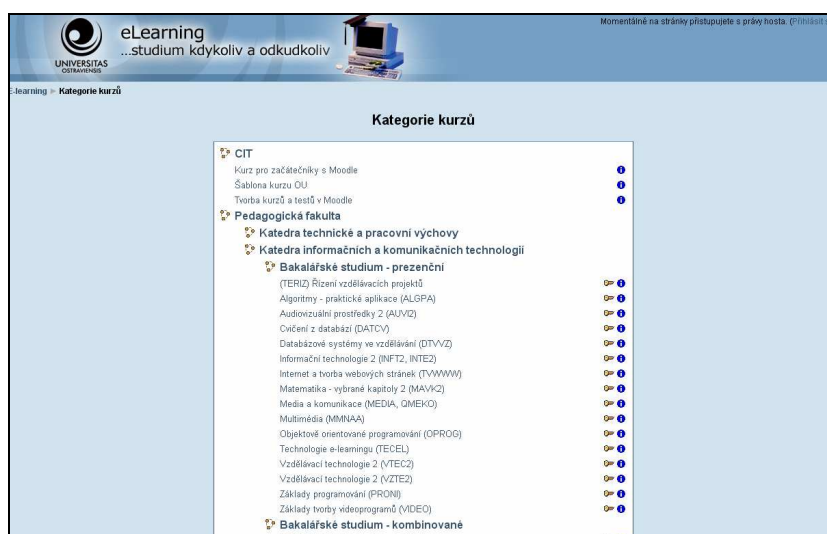 eLearning
...studium kdykoliv a odkudkoliv
UNIVERSITAS
OSTRAVIENSIS
Momentálně na stránky přistupujete s právy hosta. (Přihlásit
E-learning ► Kategorie kurzů
Kategorie kurzů
CIT
Kurz pro začátečníky s Moodle
Šablona kurzu OU
Tvorba kurzů a testů v Moodle
Pedagogická fakulta
Katedra technické a pracovní výchovy
Katedra informačních a komunikačních technologií
Bakalářské studium - prezenční
(TERIZ) Řízení vzdělávacích projektů
Algoritmy - praktické aplikace (ALGPA)
Audiovizuální prostředky 2 (AUVI2)
Cvičení z databází (DATCV)
Databázové systémy ve vzdělávání (DTVVZ)
Informační technologie 2 (INFT2, INTE2)
Internet a tvorba webových stránek (TVWWW)
Matematika - vybrané kapitoly 2 (MAVK2)
Media a komunikace (MEDIA, QMEKO)
Multimédia (MMNAA)
Objektově orientované programování (OPROG)
Technologie e-learningu (TECEL)
Vzdělávací technologie 2 (VTEC2)
Vzdělávací technologie 2 (VZTE2)
Základy programování (PRONI)
Základy tvorby videoprogramů (VIDEO)
Bakalářské studium - kombinované